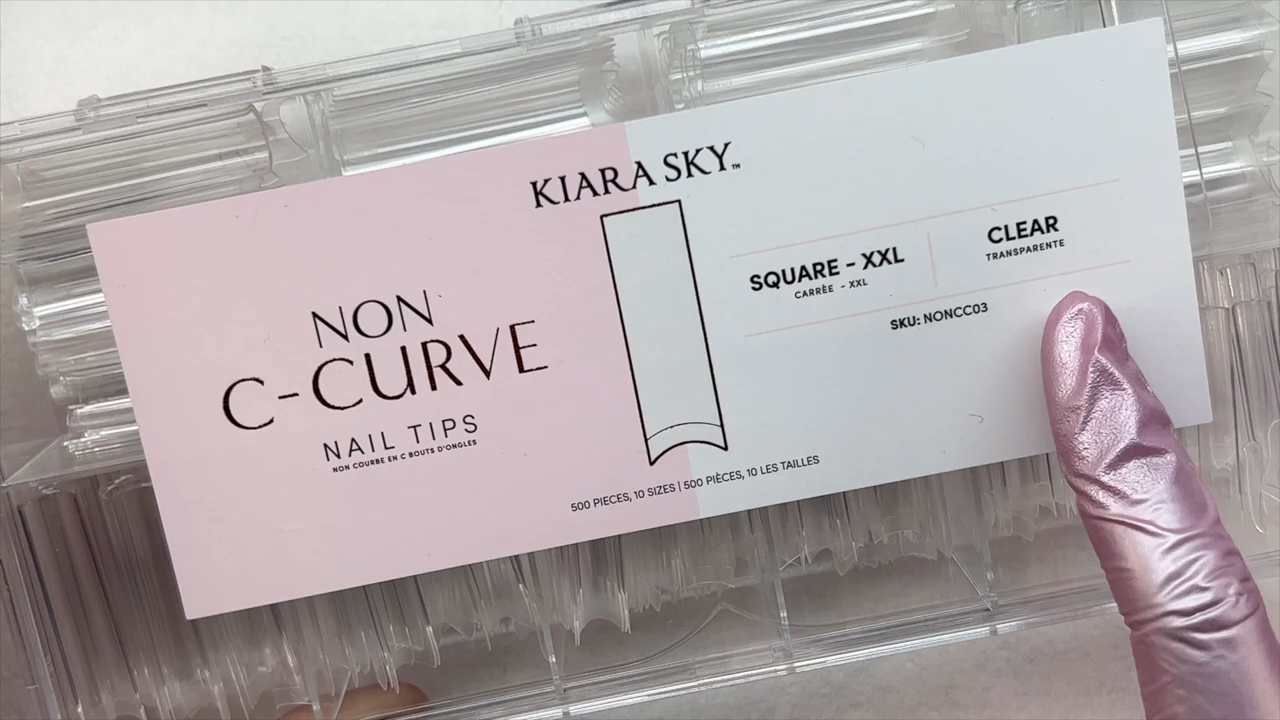 KIARA SKY™
NON
C-CURVE
NAIL TIPS
NON COURBE EN C BOUTS D'ONGLES
SQUARE - XXL
CARRÈE - XXL
CLEAR
TRANSPARENTE
SKU: NONCC03
500 PIECES, 10 SIZES | 500 PIÈCES, 10 LES TAILLES